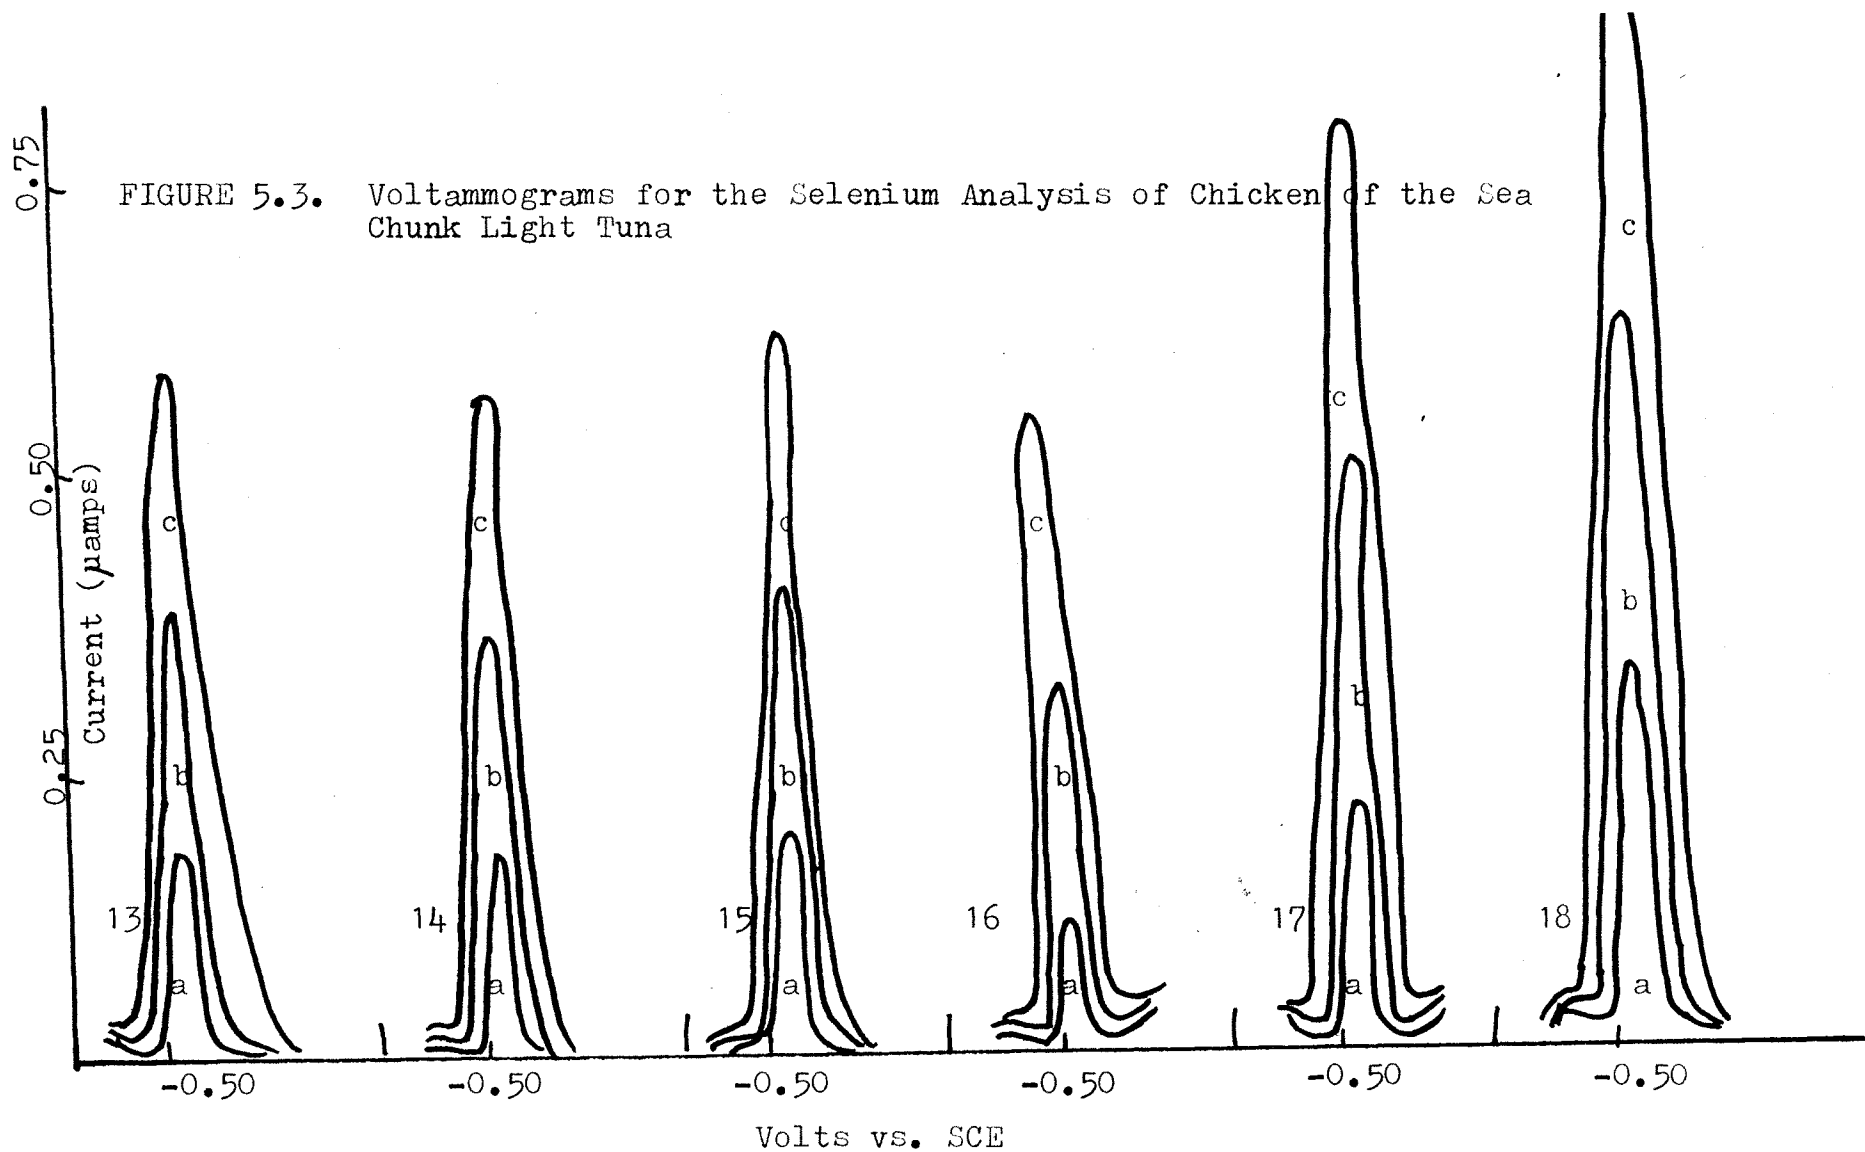 FIGURE 5.3. Voltammograms for the Selenium Analysis of Chicken of the Sea
Chunk Light Tuna
0.75
0.50
0.25
Current (µamps)
c
c
c
c
c
c
b
b
b
b
b
b
13
14
15
16
17
18
a
a
a
a
a
a
-0.50
-0.50
-0.50
-0.50
-0.50
-0.50
Volts vs. SCE